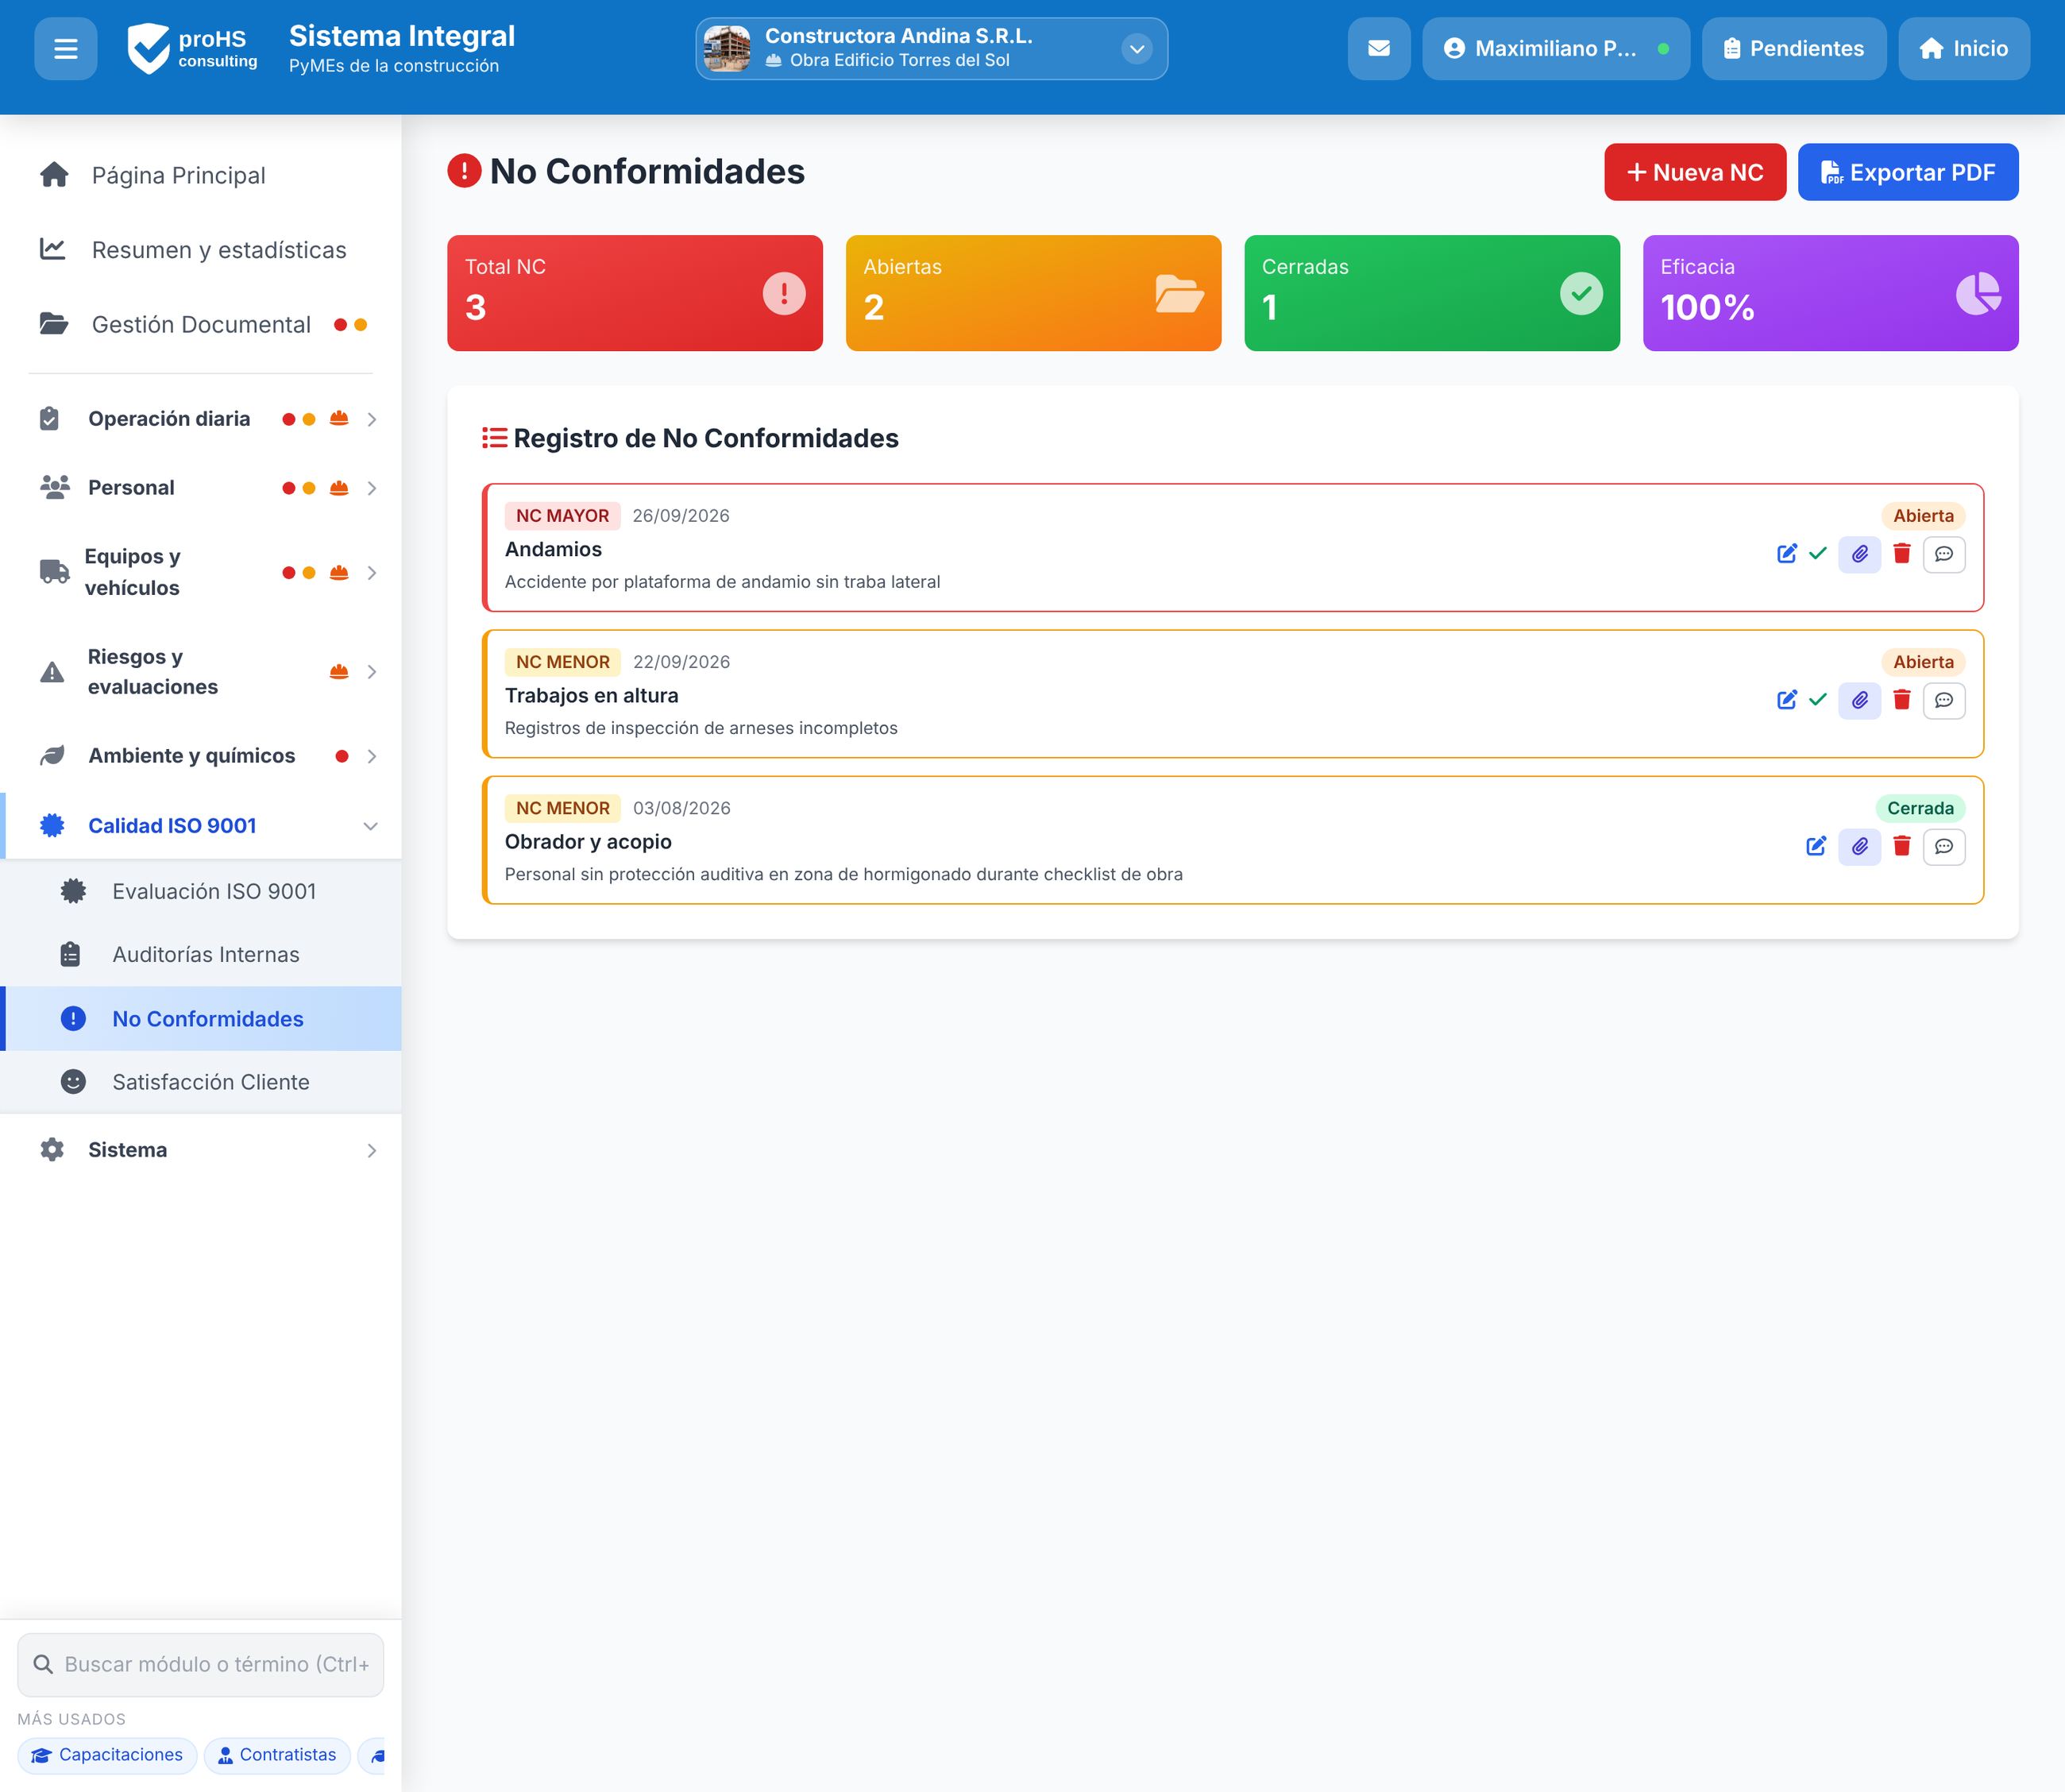 proHS
consulting
Sistema Integral
PyMEs de la construcción
Constructora Andina S.R.L.
Obra Edificio Torres del Sol
Maximiliano P...
Pendientes
Inicio
Página Principal
Resumen y estadísticas
Gestión Documental
Operación diaria
Personal
Equipos y
vehículos
Riesgos y
evaluaciones
Ambiente y químicos
Calidad ISO 9001
Evaluación ISO 9001
Auditorías Internas
No Conformidades
Satisfacción Cliente
Sistema
Buscar módulo o término (Ctrl+
MÁS USADOS
Capacitaciones
Contratistas
No Conformidades
Nueva NC
PDF Exportar PDF
Total NC
3
Abiertas
2
Cerradas
1
Eficacia
100%
Registro de No Conformidades
NC MAYOR 26/09/2026
Abierta
Andamios
Accidente por plataforma de andamio sin traba lateral
NC MENOR 22/09/2026
Abierta
Trabajos en altura
Registros de inspección de arneses incompletos
NC MENOR 03/08/2026
Cerrada
Obrador y acopio
Personal sin protección auditiva en zona de hormigonado durante checklist de obra